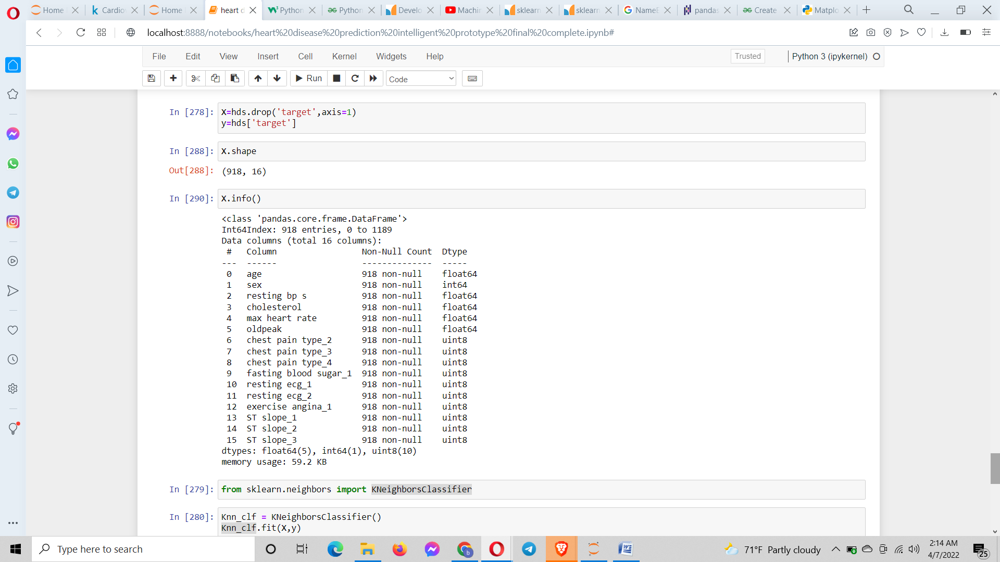 Home
Cardio
Home
heart d
Python
Python
Develo
Machin
sklearn
sklearn
NameE
pandas
Create
Matplo
localhost:8888/notebooks/heart%20disease%20prediction%20intelligent%20prototype%20final%20complete.ipynb#
File Edit View Insert Cell Kernel Widgets Help Trusted Python 3 (ipykernel)
Run Code
In [278]: X=hds.drop('target',axis=1)
y=hds['target']
In [288]: X.shape
Out[288]: (918, 16)
In [290]: X.info()
<class 'pandas.core.frame.DataFrame'>
Int64Index: 918 entries, 0 to 1189
Data columns (total 16 columns):
 #   Column               Non-Null Count  Dtype
---  ------               --------------  -----
 0   age                  918 non-null    float64
 1   sex                  918 non-null    int64
 2   resting bp s         918 non-null    float64
 3   cholesterol          918 non-null    float64
 4   max heart rate       918 non-null    float64
 5   oldpeak              918 non-null    float64
 6   chest pain type_2    918 non-null    uint8
 7   chest pain type_3    918 non-null    uint8
 8   chest pain type_4    918 non-null    uint8
 9   fasting blood sugar_1  918 non-null    uint8
 10  resting ecg_1        918 non-null    uint8
 11  resting ecg_2        918 non-null    uint8
 12  exercise angina_1    918 non-null    uint8
 13  ST slope_1           918 non-null    uint8
 14  ST slope_2           918 non-null    uint8
 15  ST slope_3           918 non-null    uint8
dtypes: float64(5), int64(1), uint8(10)
memory usage: 59.2 KB
In [279]: from sklearn.neighbors import KNeighborsClassifier
In [280]: Knn_clf = KNeighborsClassifier()
Knn_clf.fit(X,y)
Type here to search
71°F Partly cloudy
2:14 AM
4/7/2022
25